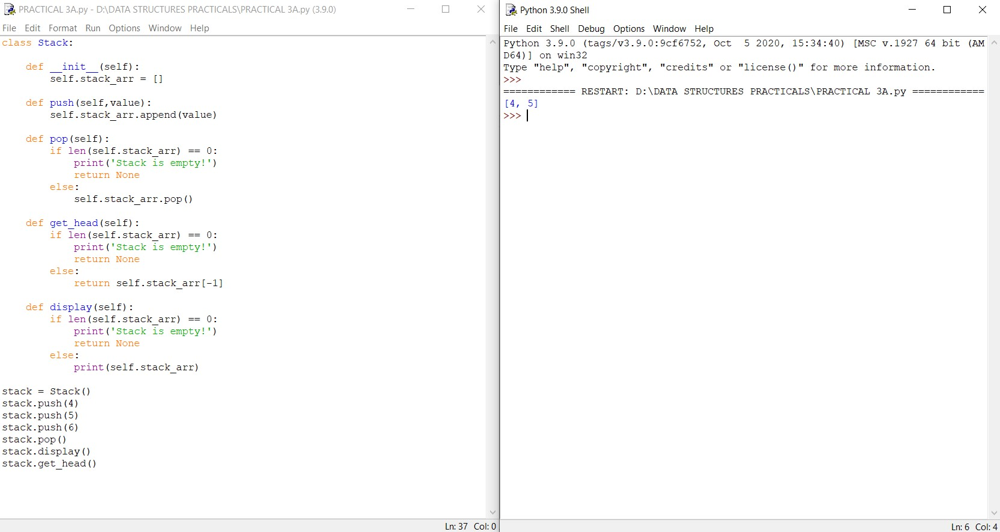 PRACTICAL 3A.py - D:\DATA STRUCTURES PRACTICALS\PRACTICAL 3A.py (3.9.0)
File Edit Format Run Options Window Help
class Stack:
    def __init__(self):
        self.stack_arr = []
    def push(self,value):
        self.stack_arr.append(value)
    def pop(self):
        if len(self.stack_arr) == 0:
            print('Stack is empty!')
            return None
        else:
            self.stack_arr.pop()
    def get_head(self):
        if len(self.stack_arr) == 0:
            print('Stack is empty!')
            return None
        else:
            return self.stack_arr[-1]
    def display(self):
        if len(self.stack_arr) == 0:
            print('Stack is empty!')
            return None
        else:
            print(self.stack_arr)
stack = Stack()
stack.push(4)
stack.push(5)
stack.push(6)
stack.pop()
stack.display()
stack.get_head()
Ln: 37 Col: 0
Python 3.9.0 Shell
File Edit Shell Debug Options Window Help
Python 3.9.0 (tags/v3.9.0:9cf6752, Oct  5 2020, 15:34:40) [MSC v.1927 64 bit (AM
D64)] on win32
Type "help", "copyright", "credits" or "license()" for more information.
>>>
============ RESTART: D:\DATA STRUCTURES PRACTICALS\PRACTICAL 3A.py ============
[4, 5]
>>>
Ln: 6 Col: 4